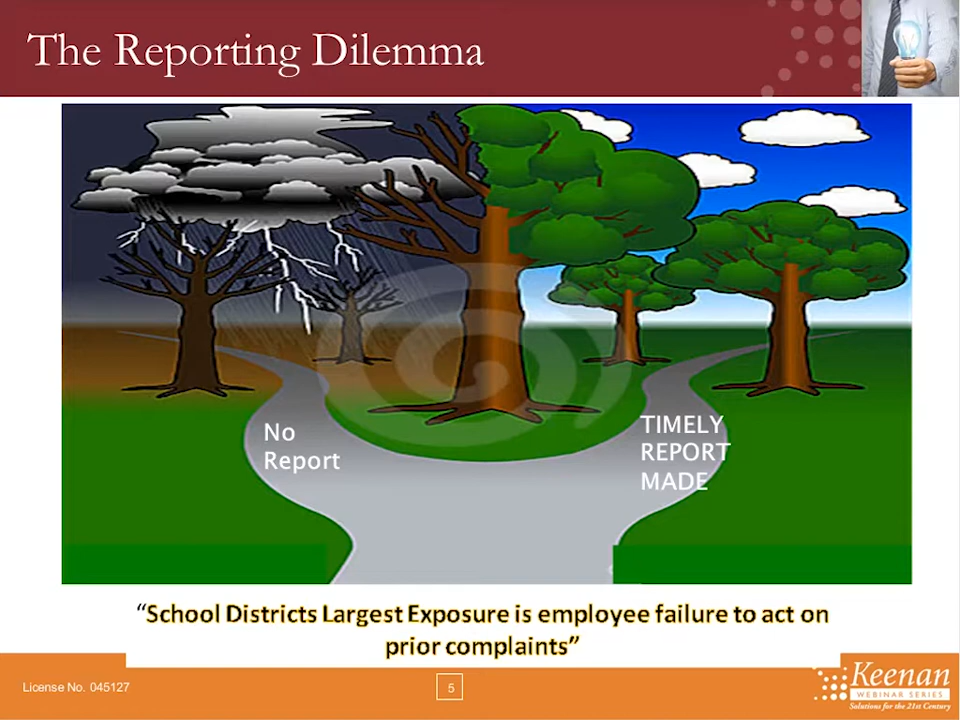 The Reporting Dilemma
No
Report
TIMELY
REPORT
MADE
“School Districts Largest Exposure is employee failure to act on
prior complaints”
License No. 045127
5
Keenan
WEBINAR SERIES
Solutions for the 21st Century